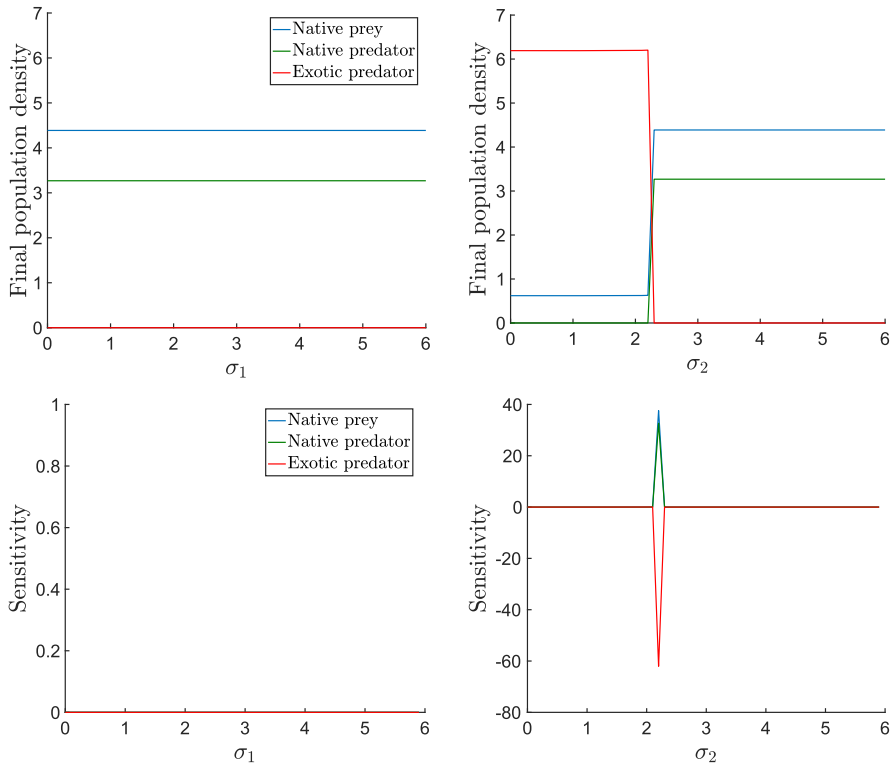 Final population density
7
6
5
4
3
2
1
0
0 1 2 3 4 5 6
σ1
Native prey
Native predator
Exotic predator
Final population density
7
6
5
4
3
2
1
0
0 1 2 3 4 5 6
σ2
Sensitivity
1
0.8
0.6
0.4
0.2
0
0 1 2 3 4 5 6
σ1
Native prey
Native predator
Exotic predator
Sensitivity
40
20
0
-20
-40
-60
-80
0 1 2 3 4 5 6
σ2